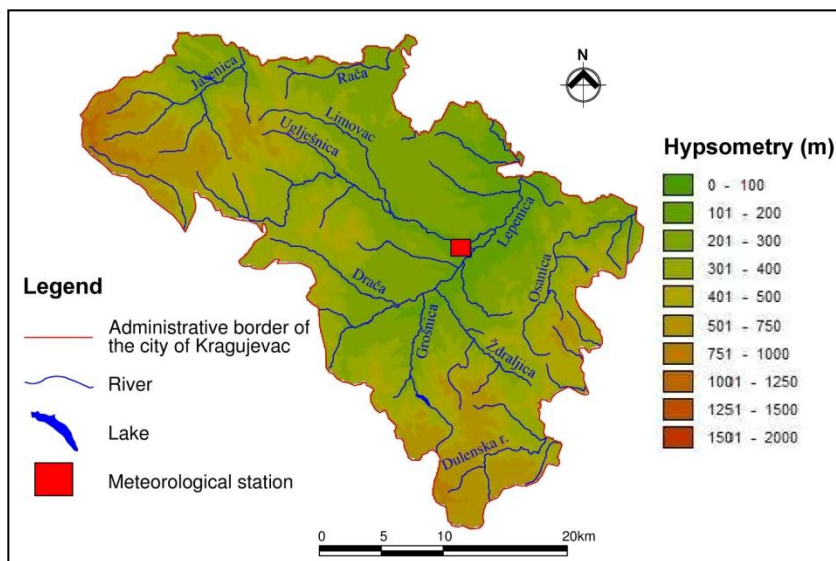 N
Jasenica
Rača
Limovac
Uglješnica
Lepenica
Osanica
Drača
Grošnica
Ždraljica
Dulenska r.
Legend
Administrative border of
the city of Kragujevac
River
Lake
Meteorological station
Hypsometry (m)
0 - 100
101 - 200
201 - 300
301 - 400
401 - 500
501 - 750
751 - 1000
1001 - 1250
1251 - 1500
1501 - 2000
0 5 10 20km